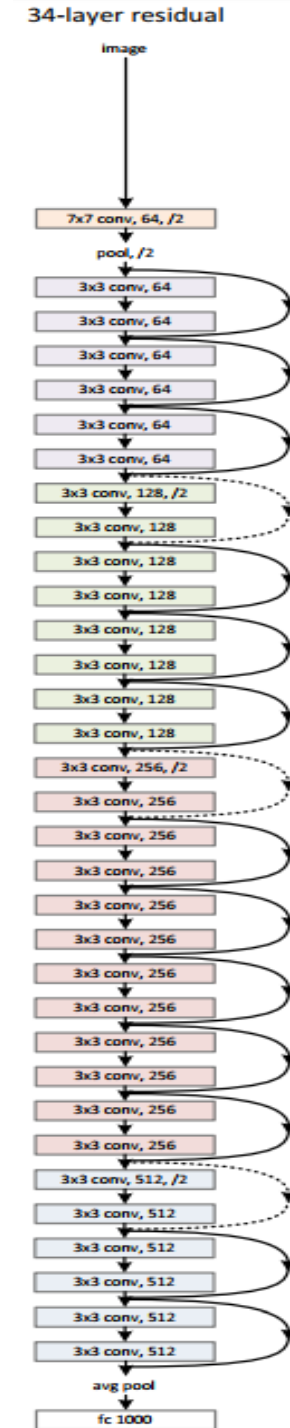 34-layer residual
image
7x7 conv, 64, /2
pool, /2
3x3 conv, 64
3x3 conv, 64
3x3 conv, 64
3x3 conv, 64
3x3 conv, 64
3x3 conv, 64
3x3 conv, 128, /2
3x3 conv, 128
3x3 conv, 128
3x3 conv, 128
3x3 conv, 128
3x3 conv, 128
3x3 conv, 128
3x3 conv, 128
3x3 conv, 256, /2
3x3 conv, 256
3x3 conv, 256
3x3 conv, 256
3x3 conv, 256
3x3 conv, 256
3x3 conv, 256
3x3 conv, 256
3x3 conv, 256
3x3 conv, 256
3x3 conv, 256
3x3 conv, 256
3x3 conv, 512, /2
3x3 conv, 512
3x3 conv, 512
3x3 conv, 512
3x3 conv, 512
3x3 conv, 512
avg pool
fc 1000